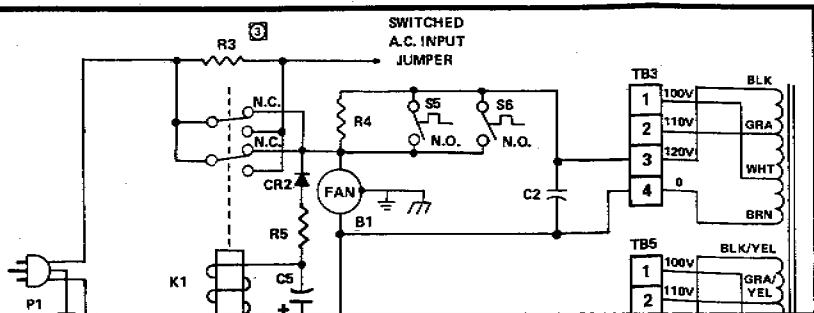 SWITCHED
A.C. INPUT
JUMPER
R3
3
N.C.
N.C.
R4
S5
N.O.
S6
N.O.
CR2
FAN
B1
R5
C2
K1
C5
+
P1
TB3
1
100V
2
110V
3
120V
4
0
BLK
GRA
WHT
BRN
TB5
1
100V
2
110V
BLK/YEL
GRA/
YEL